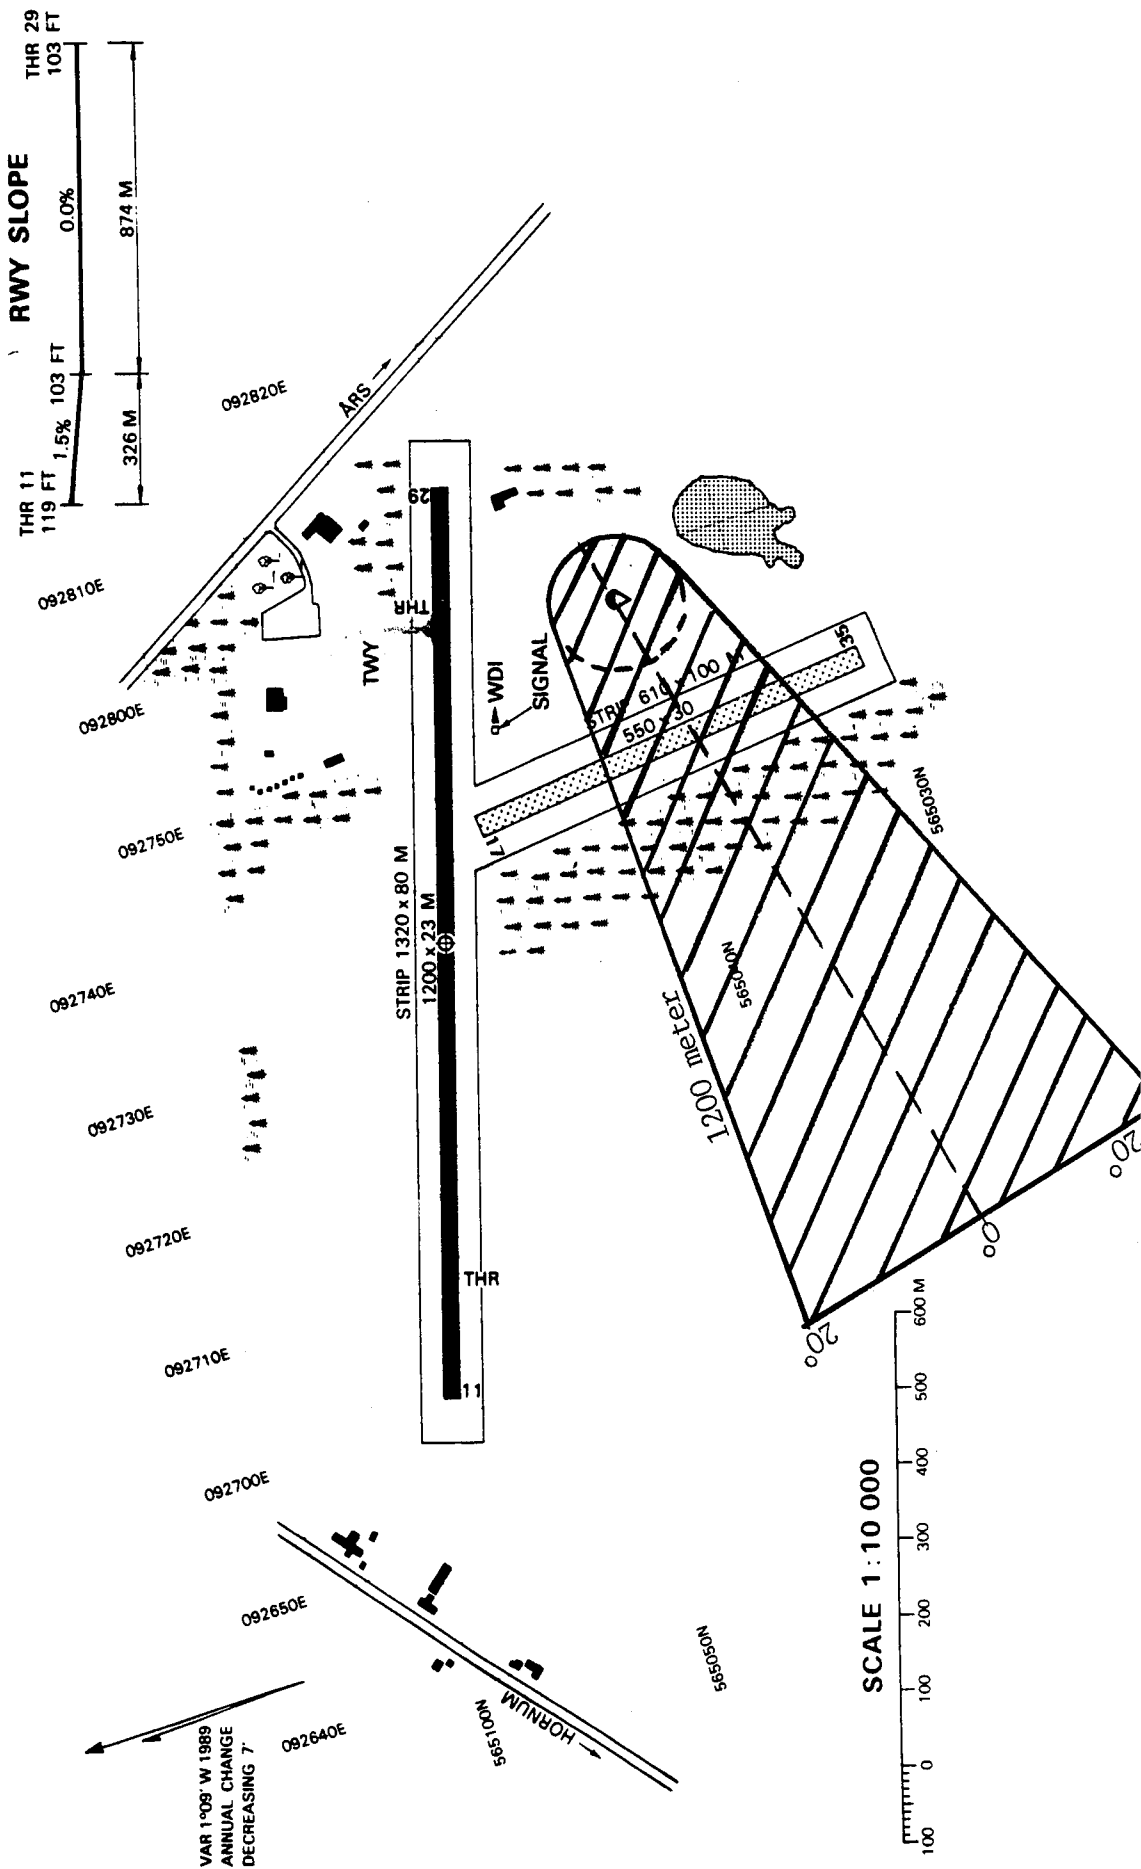 RWY SLOPE
THR 11
119 FT
1.5%
103 FT
0.0%
THR 29
103 FT
326 M
874 M
092820E
092810E
092800E
092750E
092740E
092730E
092720E
092710E
092700E
092650E
092640E
ÅRS
29
THR
TWY
WDI
SIGNAL
STRIP 610 x 100
550 x 30
35
17
STRIP 1320 x 80 M
1200 x 23 M
THR
11
1200 meter
565030N
565040N
565050N
565100N
20°
0°
20°
HORNUM
VAR 1°09' W 1989
ANNUAL CHANGE
DECREASING 7'
SCALE 1:10 000
100
0
100
200
300
400
500
600 M